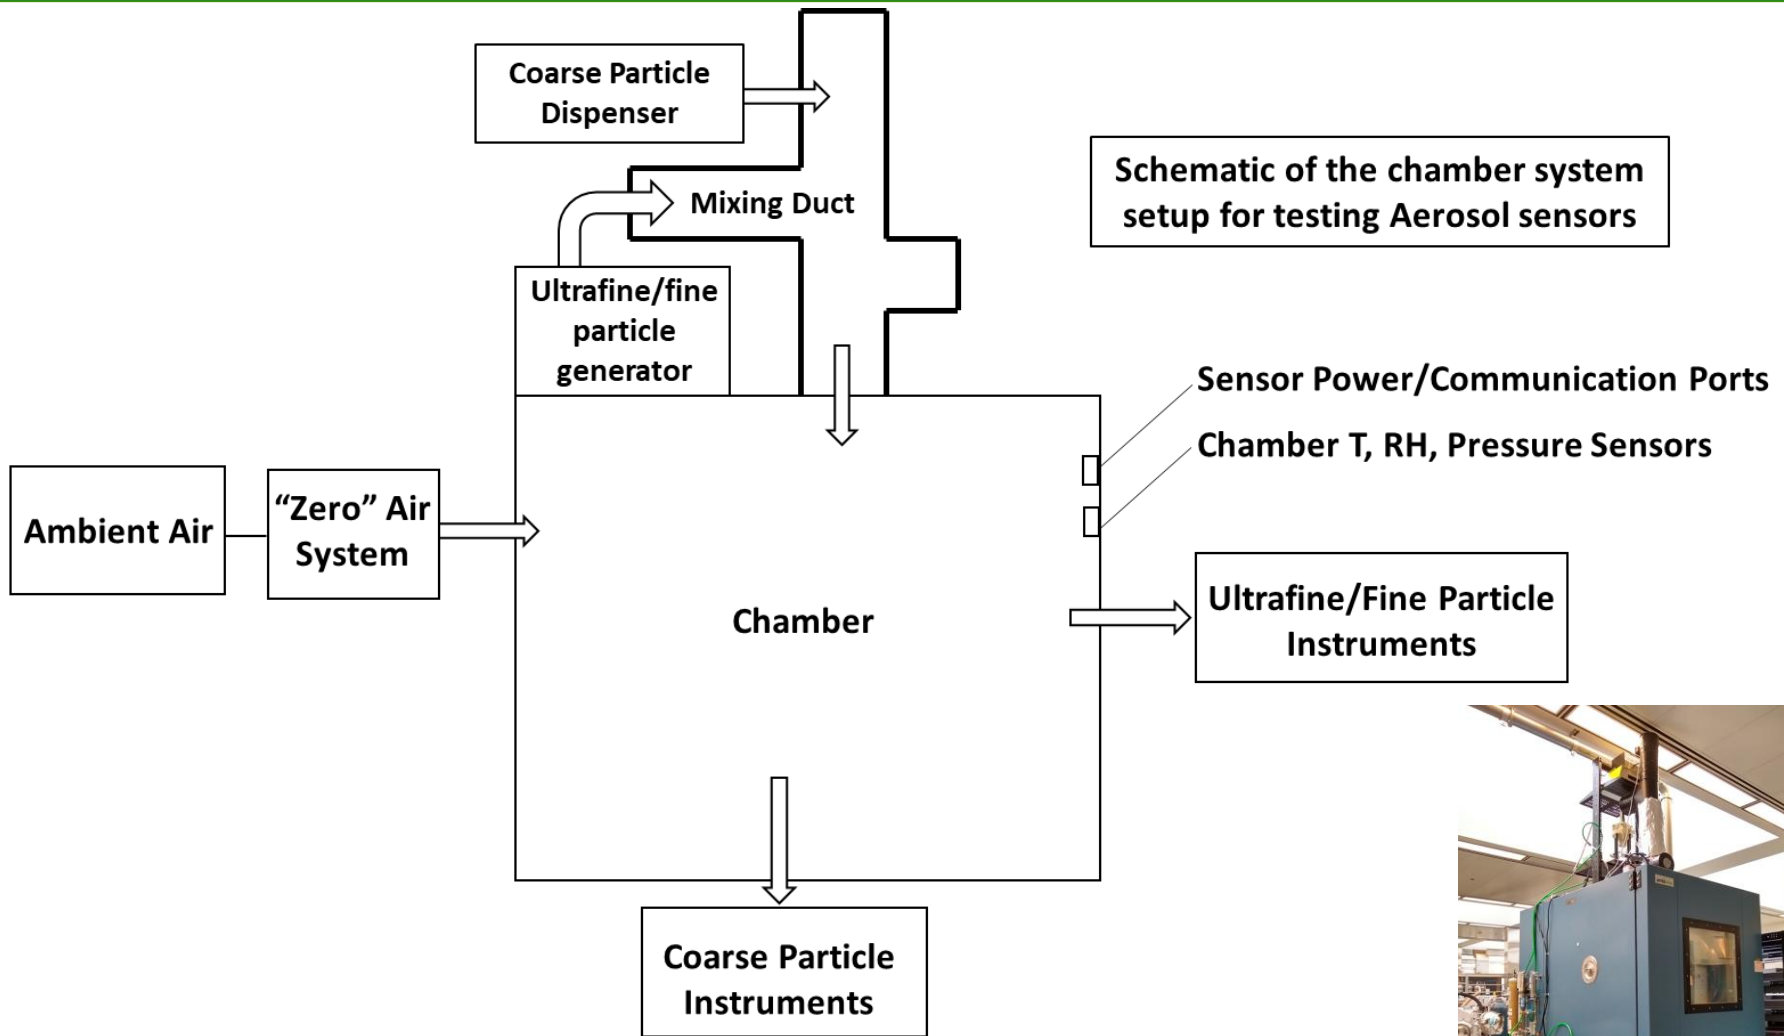 Coarse Particle
Dispenser
Mixing Duct
Schematic of the chamber system
setup for testing Aerosol sensors
Ultrafine/fine
particle
generator
Sensor Power/Communication Ports
Chamber T, RH, Pressure Sensors
Ambient Air
“Zero” Air
System
Chamber
Ultrafine/Fine Particle
Instruments
Coarse Particle
Instruments